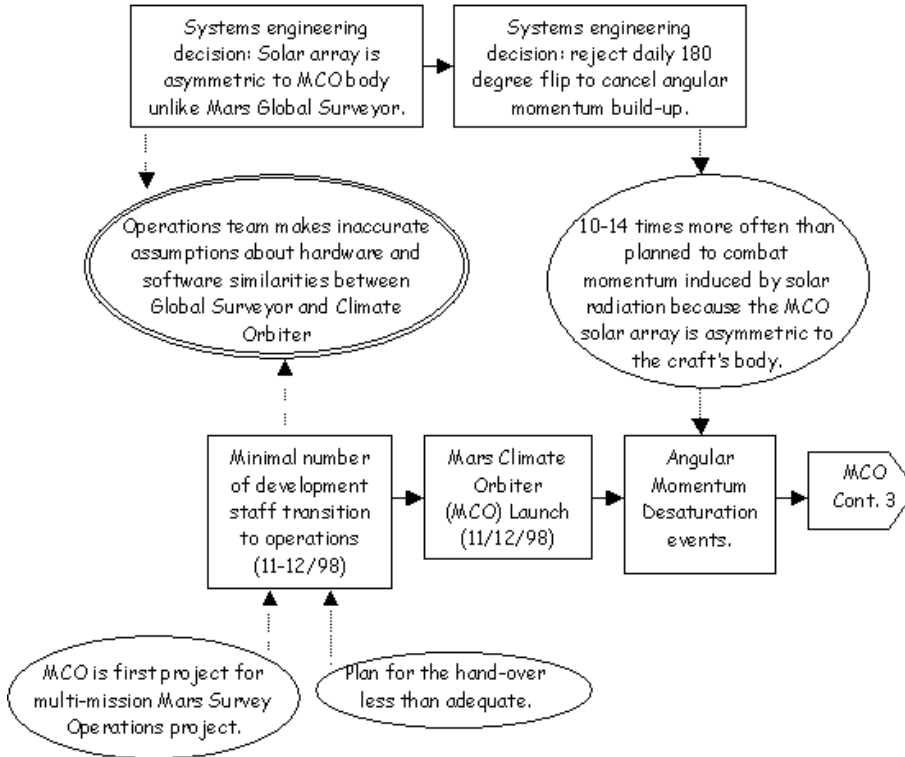 Systems engineering
decision: Solar array is
asymmetric to MCO body
unlike Mars Global Surveyor.
Systems engineering
decision: reject daily 180
degree flip to cancel angular
momentum build-up.
Operations team makes inaccurate
assumptions about hardware and
software similarities between
Global Surveyor and Climate
Orbiter
10-14 times more often than
planned to combat
momentum induced by solar
radiation because the MCO
solar array is asymmetric to
the craft's body.
Minimal number
of development
staff transition
to operations
(11-12/98)
Mars Climate
Orbiter
(MCO) Launch
(11/12/98)
Angular
Momentum
Desaturation
events.
MCO
Cont. 3
MCO is first project for
multi-mission Mars Survey
Operations project.
Plan for the hand-over
less than adequate.